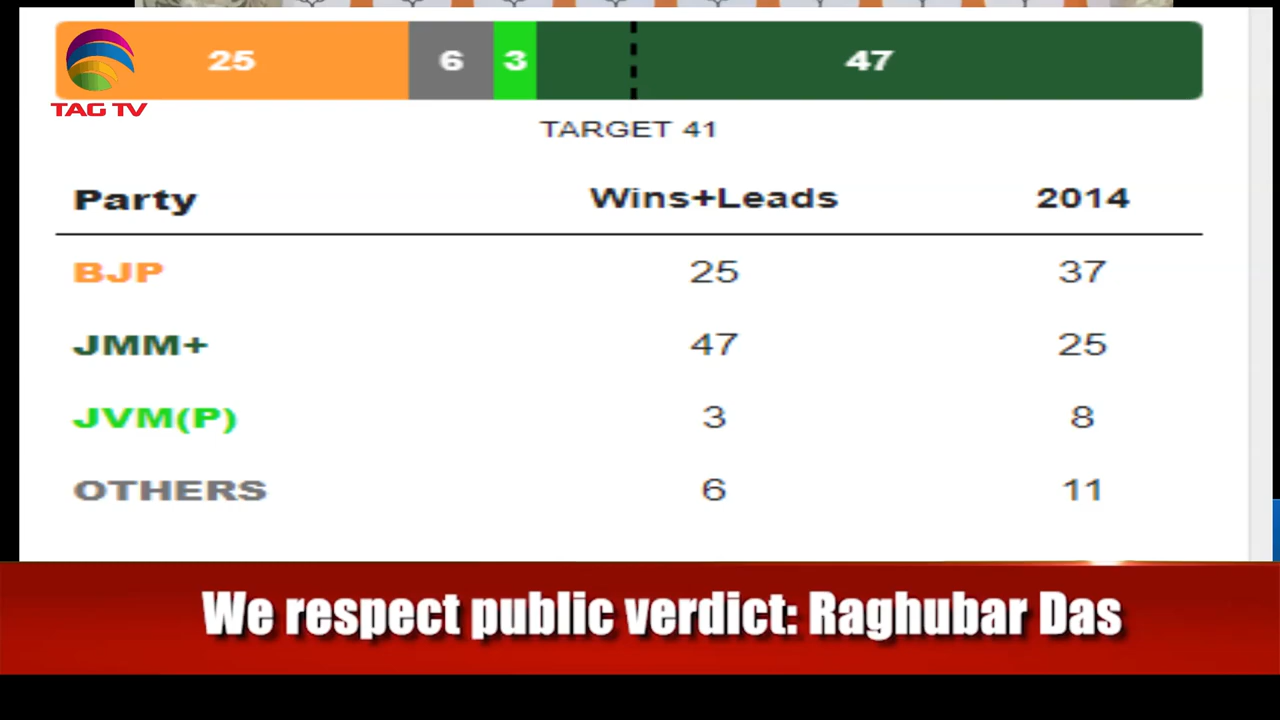 25 6 3 47
TAG TV
TARGET 41
Party Wins+Leads 2014
BJP 25 37
JMM+ 47 25
JVM(P) 3 8
OTHERS 6 11
We respect public verdict: Raghubar Das